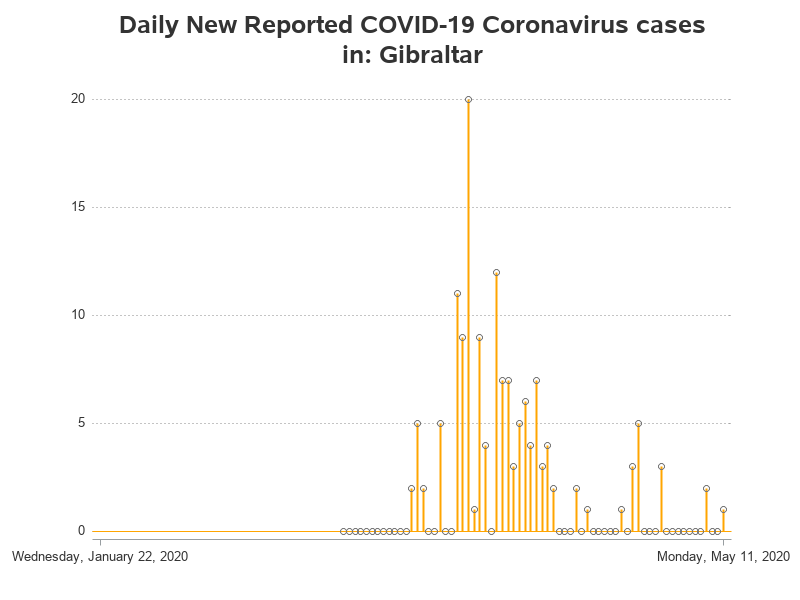 Daily New Reported COVID-19 Coronavirus cases
in: Gibraltar
20
15
10
5
0
Wednesday, January 22, 2020
Monday, May 11, 2020